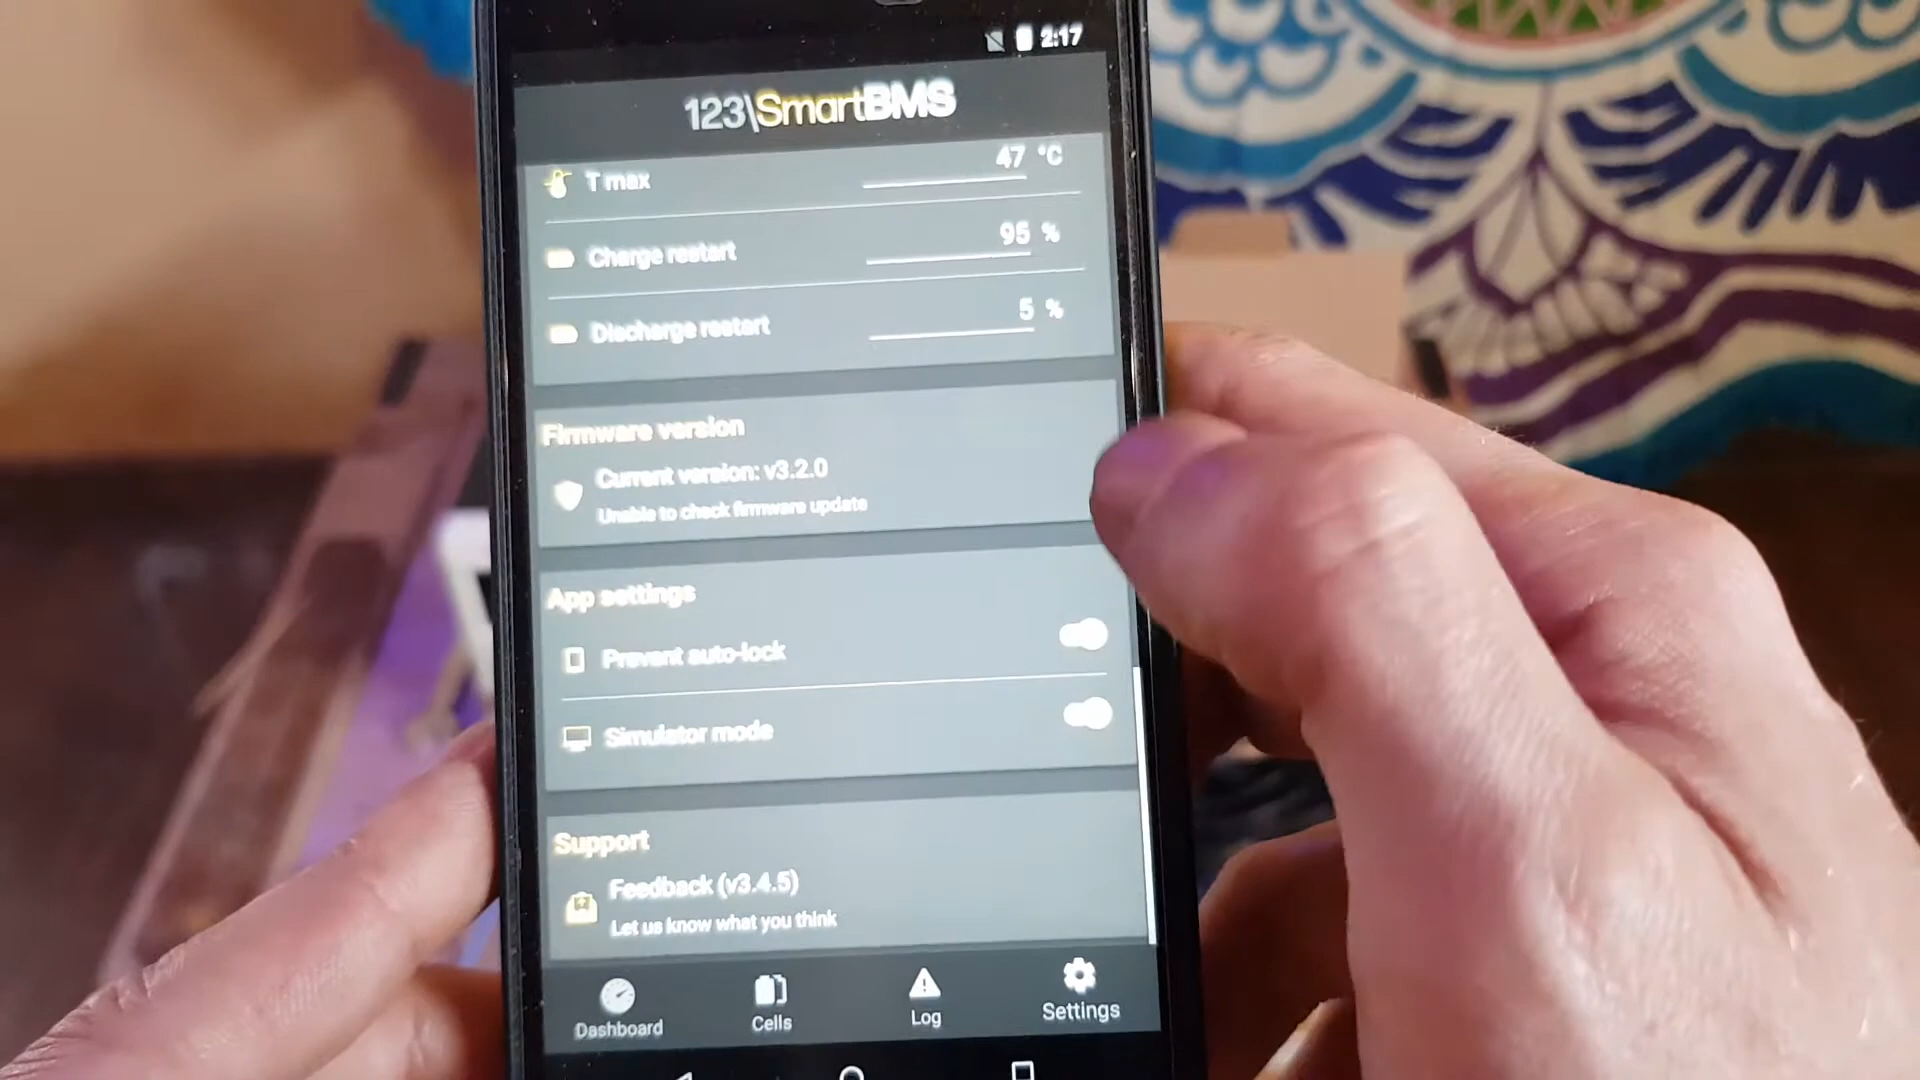 2:17
123\SmartBMS
T max 47 °C
Charge restart 95 %
Discharge restart 5 %
Firmware version
Current version: v3.2.0
Unable to check firmware update
App settings
Prevent auto-lock
Simulator mode
Support
Feedback (v3.4.5)
Let us know what you think
Dashboard Cells Log Settings